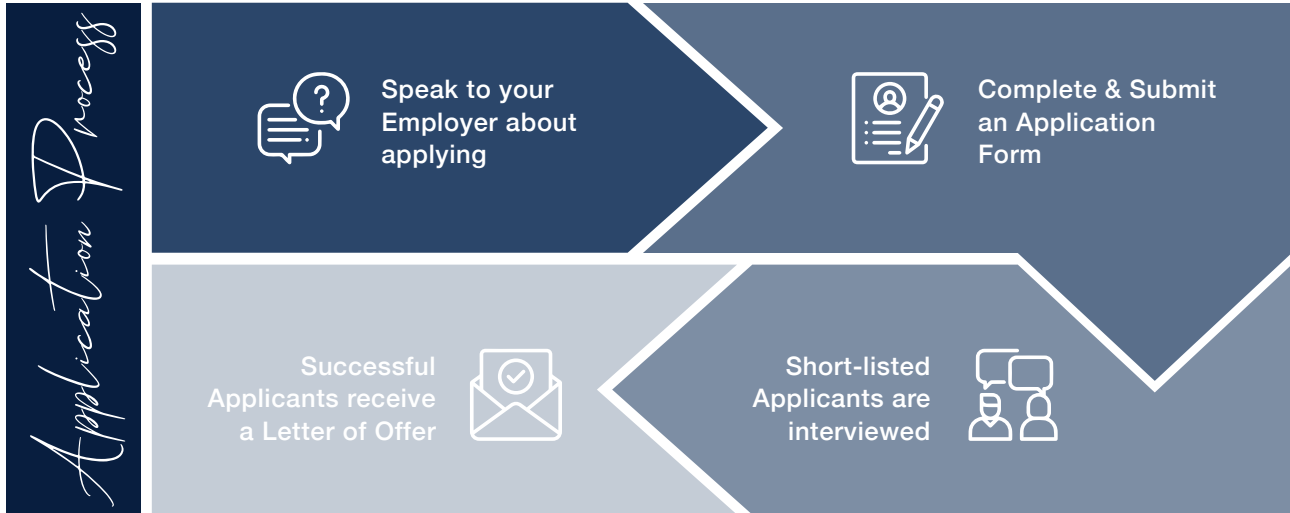 Application Process
Speak to your
Employer about
applying
Complete & Submit
an Application
Form
Short-listed
Applicants are
interviewed
Successful
Applicants receive
a Letter of Offer